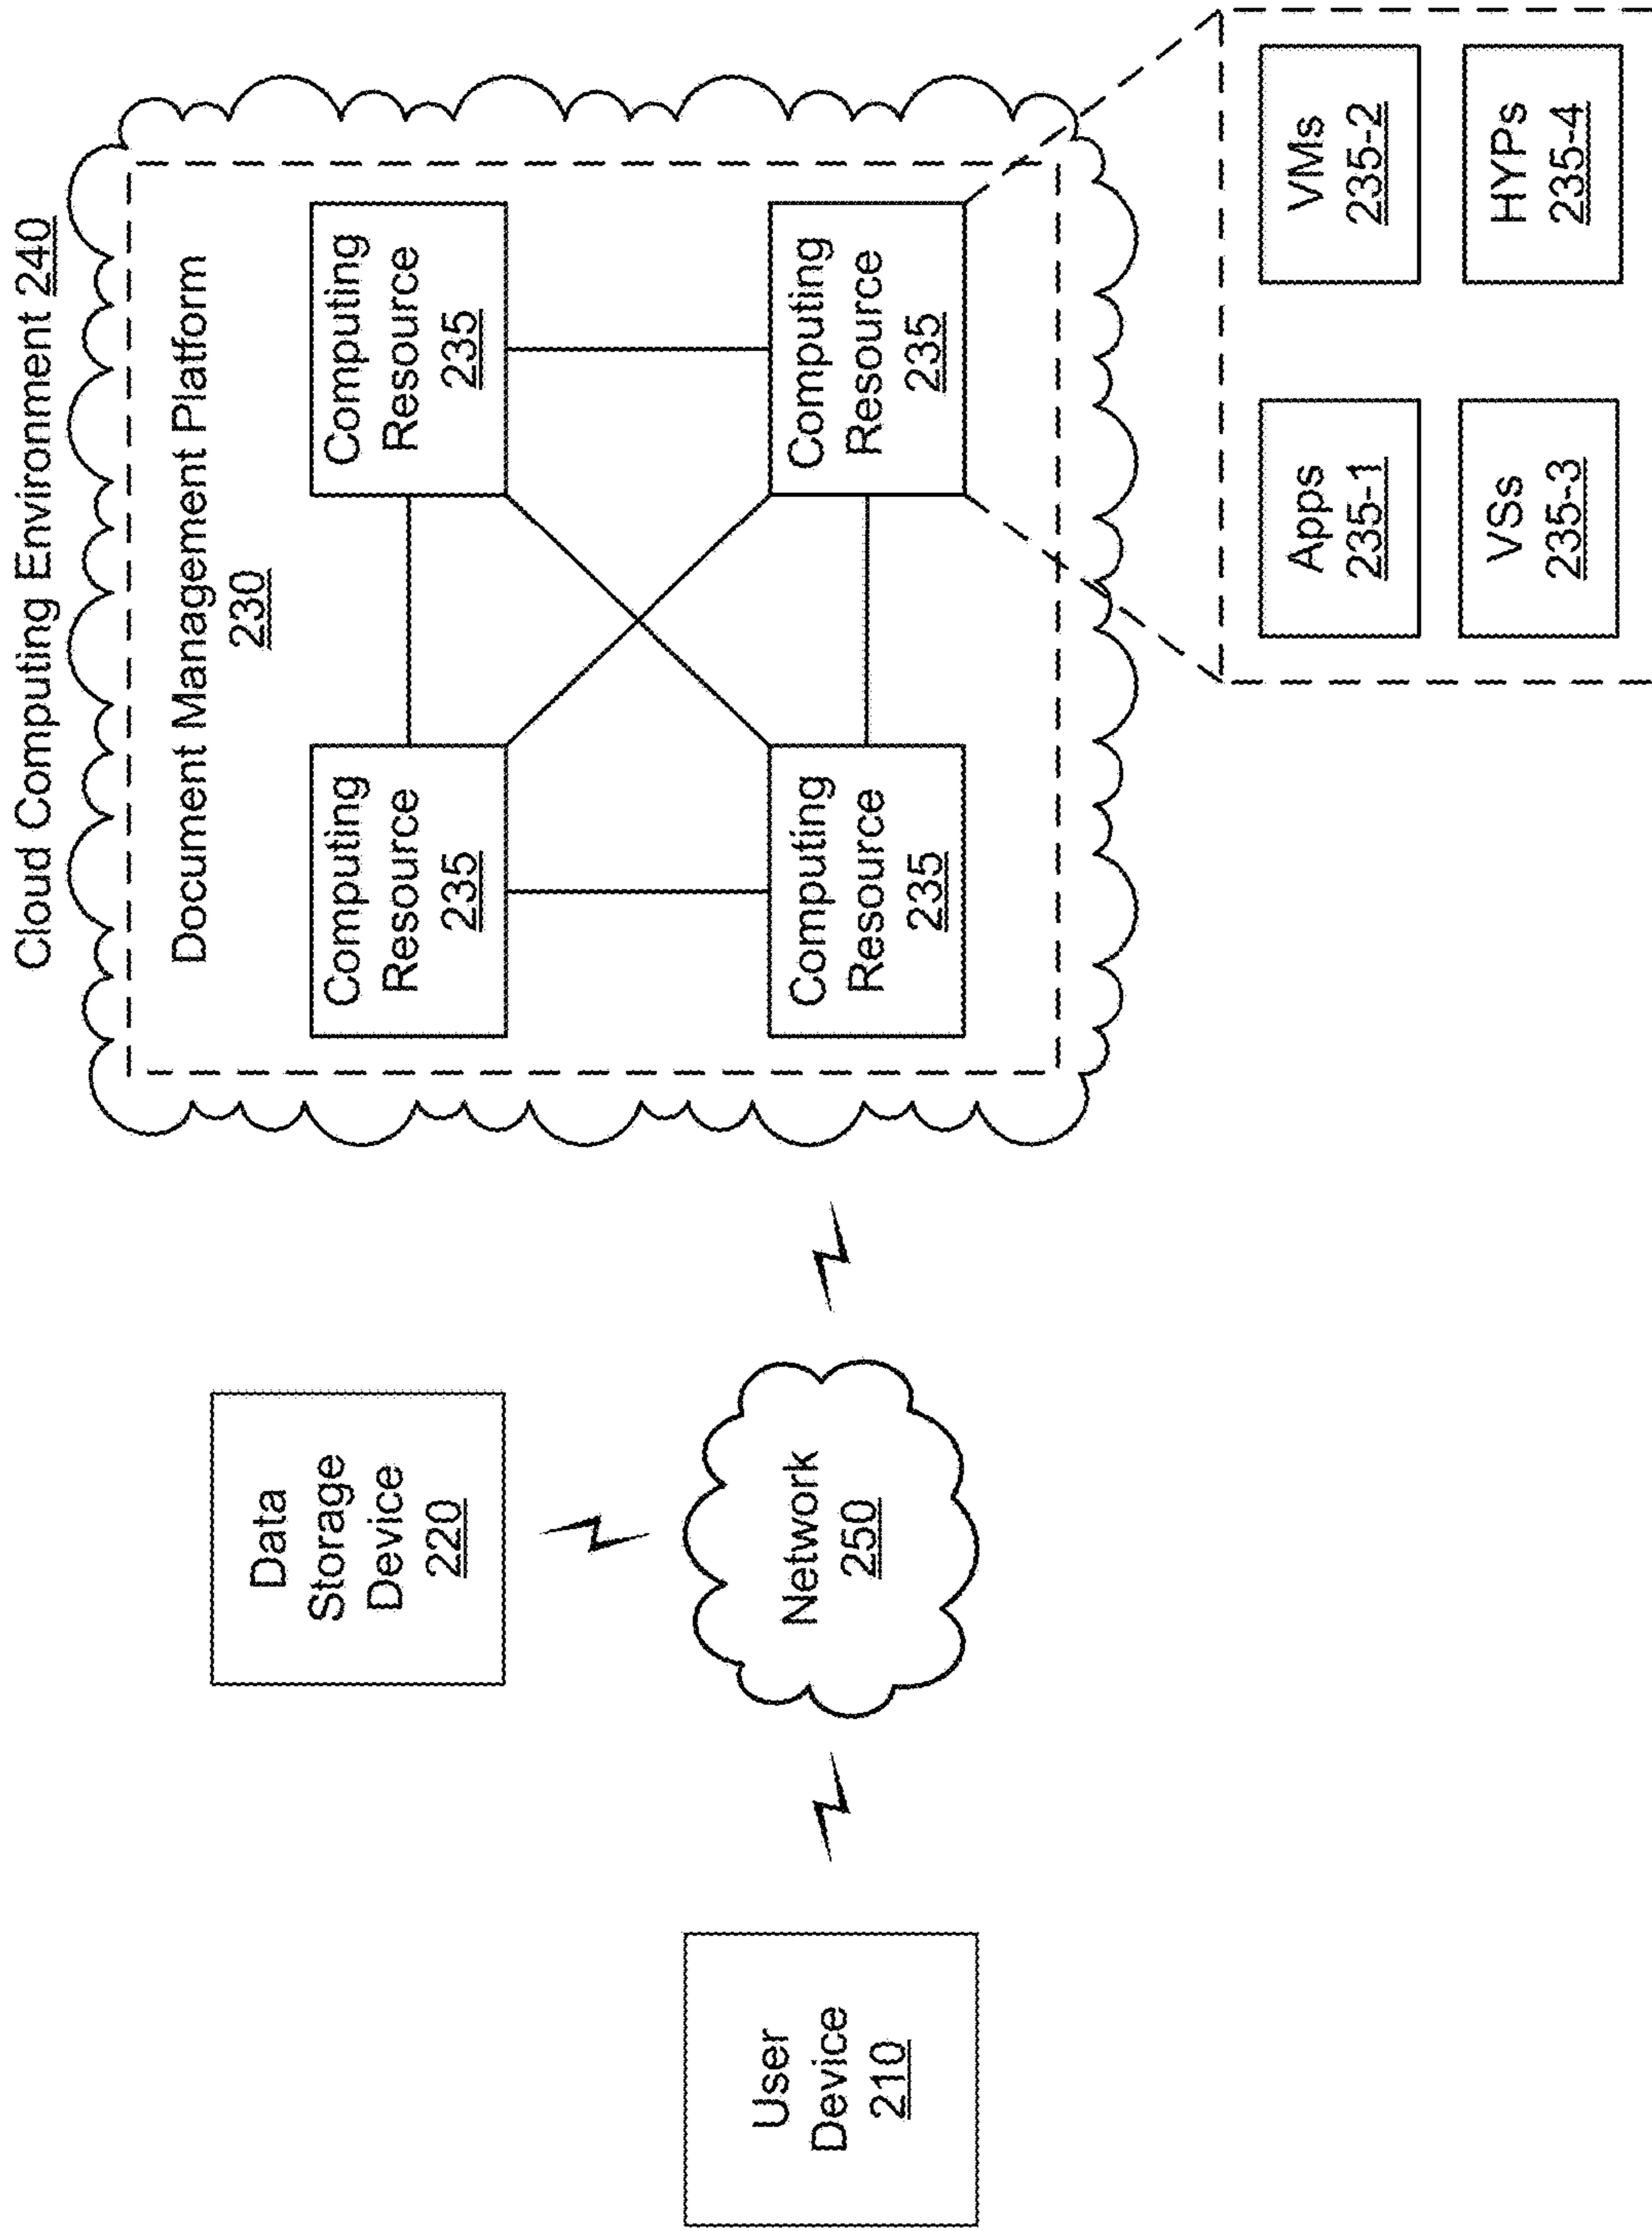 Cloud Computing Environment 240
Document Management Platform
230
Computing
Resource
235
Computing
Resource
235
Computing
Resource
235
Computing
Resource
235
Data
Storage
Device
220
Network
250
User
Device
210
Apps
235-1
VMs
235-2
VSs
235-3
HYPs
235-4